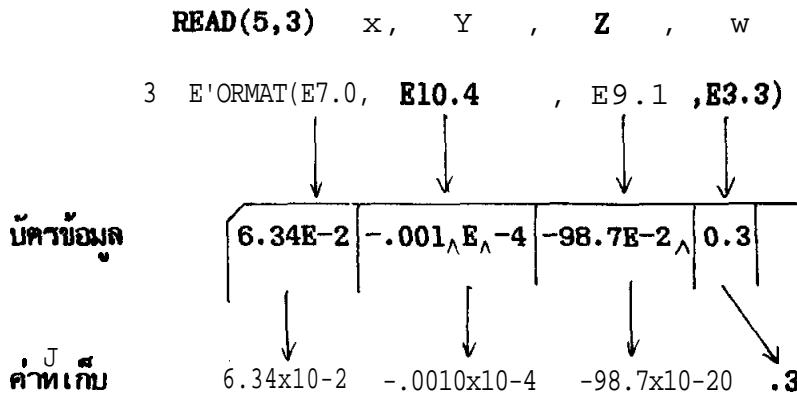 READ(5,3) x, Y , Z , w
3 E'ORMAT(E7.0, E10.4 , E9.1 ,E3.3)
บัตรข้อมูล 6.34E-2 -.001^E^-4 -98.7E-2^ 0.3
ค่าทJเก็บ 6.34x10-2 -.0010x10-4 -98.7x10-20 .3